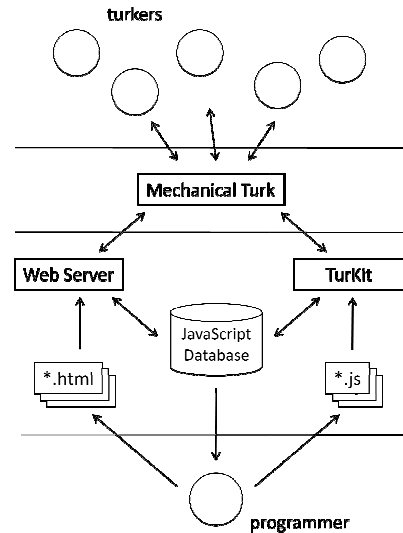 turkers
Mechanical Turk
Web Server
TurKit
JavaScript
Database
*.html
*.js
programmer